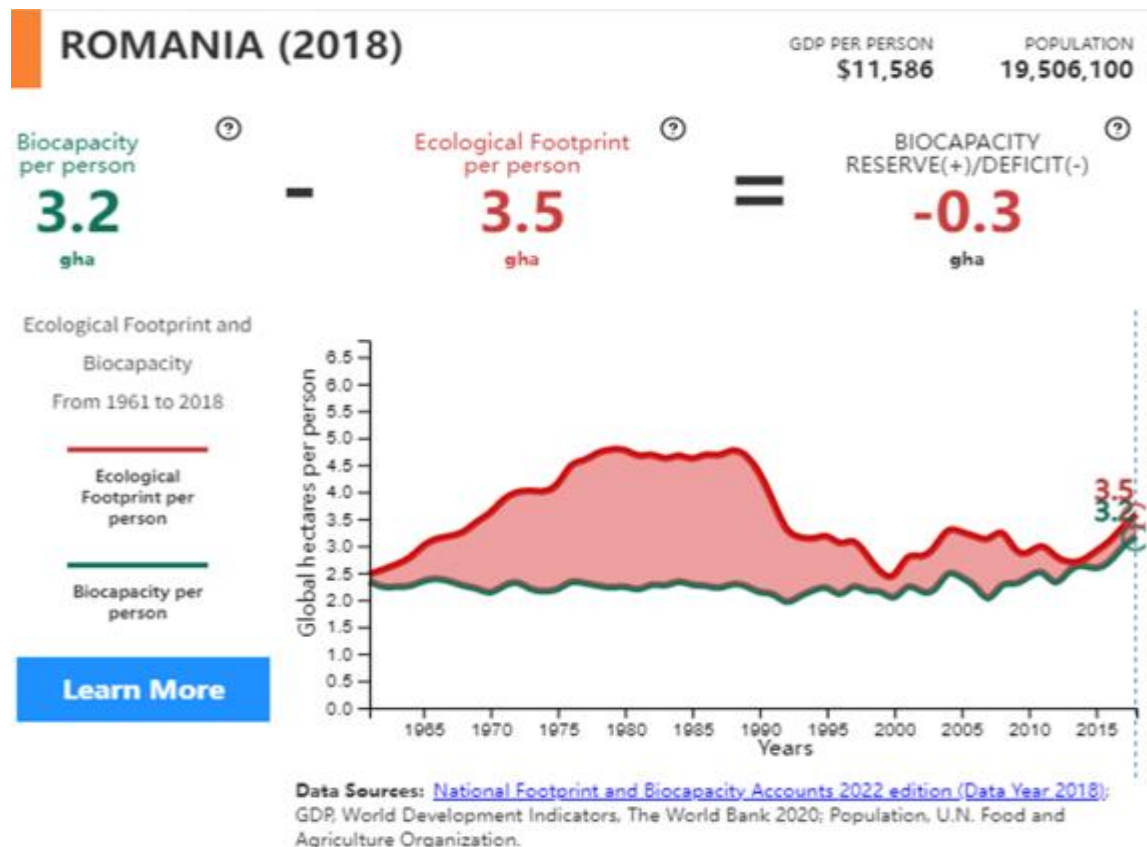 ROMANIA (2018)
GDP PER PERSON
$11,586
POPULATION
19,506,100
Biocapacity
per person
3.2
gha
-
Ecological Footprint
per person
3.5
gha
=
BIOCAPACITY
RESERVE(+)/DEFICIT(-)
-0.3
gha
Ecological Footprint and
Biocapacity
From 1961 to 2018
Ecological
Footprint per
person
Biocapacity per
person
Learn More
Global hectares per person
6.5
6.0
5.5
5.0
4.5
4.0
3.5
3.0
2.5
2.0
1.5
1.0
0.5
0.0
3.5
3.2
1965 1970 1975 1980 1985 1990 1995 2000 2005 2010 2015
Years
Data Sources: National Footprint and Biocapacity Accounts 2022 edition (Data Year 2018);
GDP, World Development Indicators, The World Bank 2020; Population, U.N. Food and
Agriculture Organization.